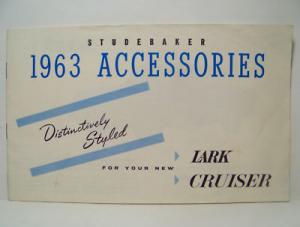 STUDEBAKER
1963 ACCESSORIES
Distinctively
Styled
FOR YOUR NEW
LARK
CRUISER